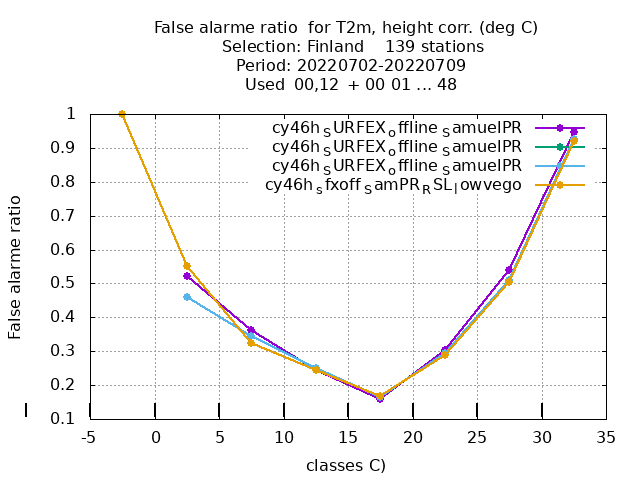 False alarme ratio  for T2m, height corr. (deg C)
Selection: Finland    139 stations
Period: 20220702-20220709
Used  00,12  + 00 01 ... 48
cy46h_SURFEX_offline_SamuelPR
cy46h_SURFEX_offline_SamuelPR
cy46h_SURFEX_offline_SamuelPR
cy46h_sfxoff_SamPR_RSL_lowvego
1
0.9
0.8
0.7
0.6
0.5
0.4
0.3
0.2
0.1
False alarme ratio
-5 0 5 10 15 20 25 30 35
classes C)